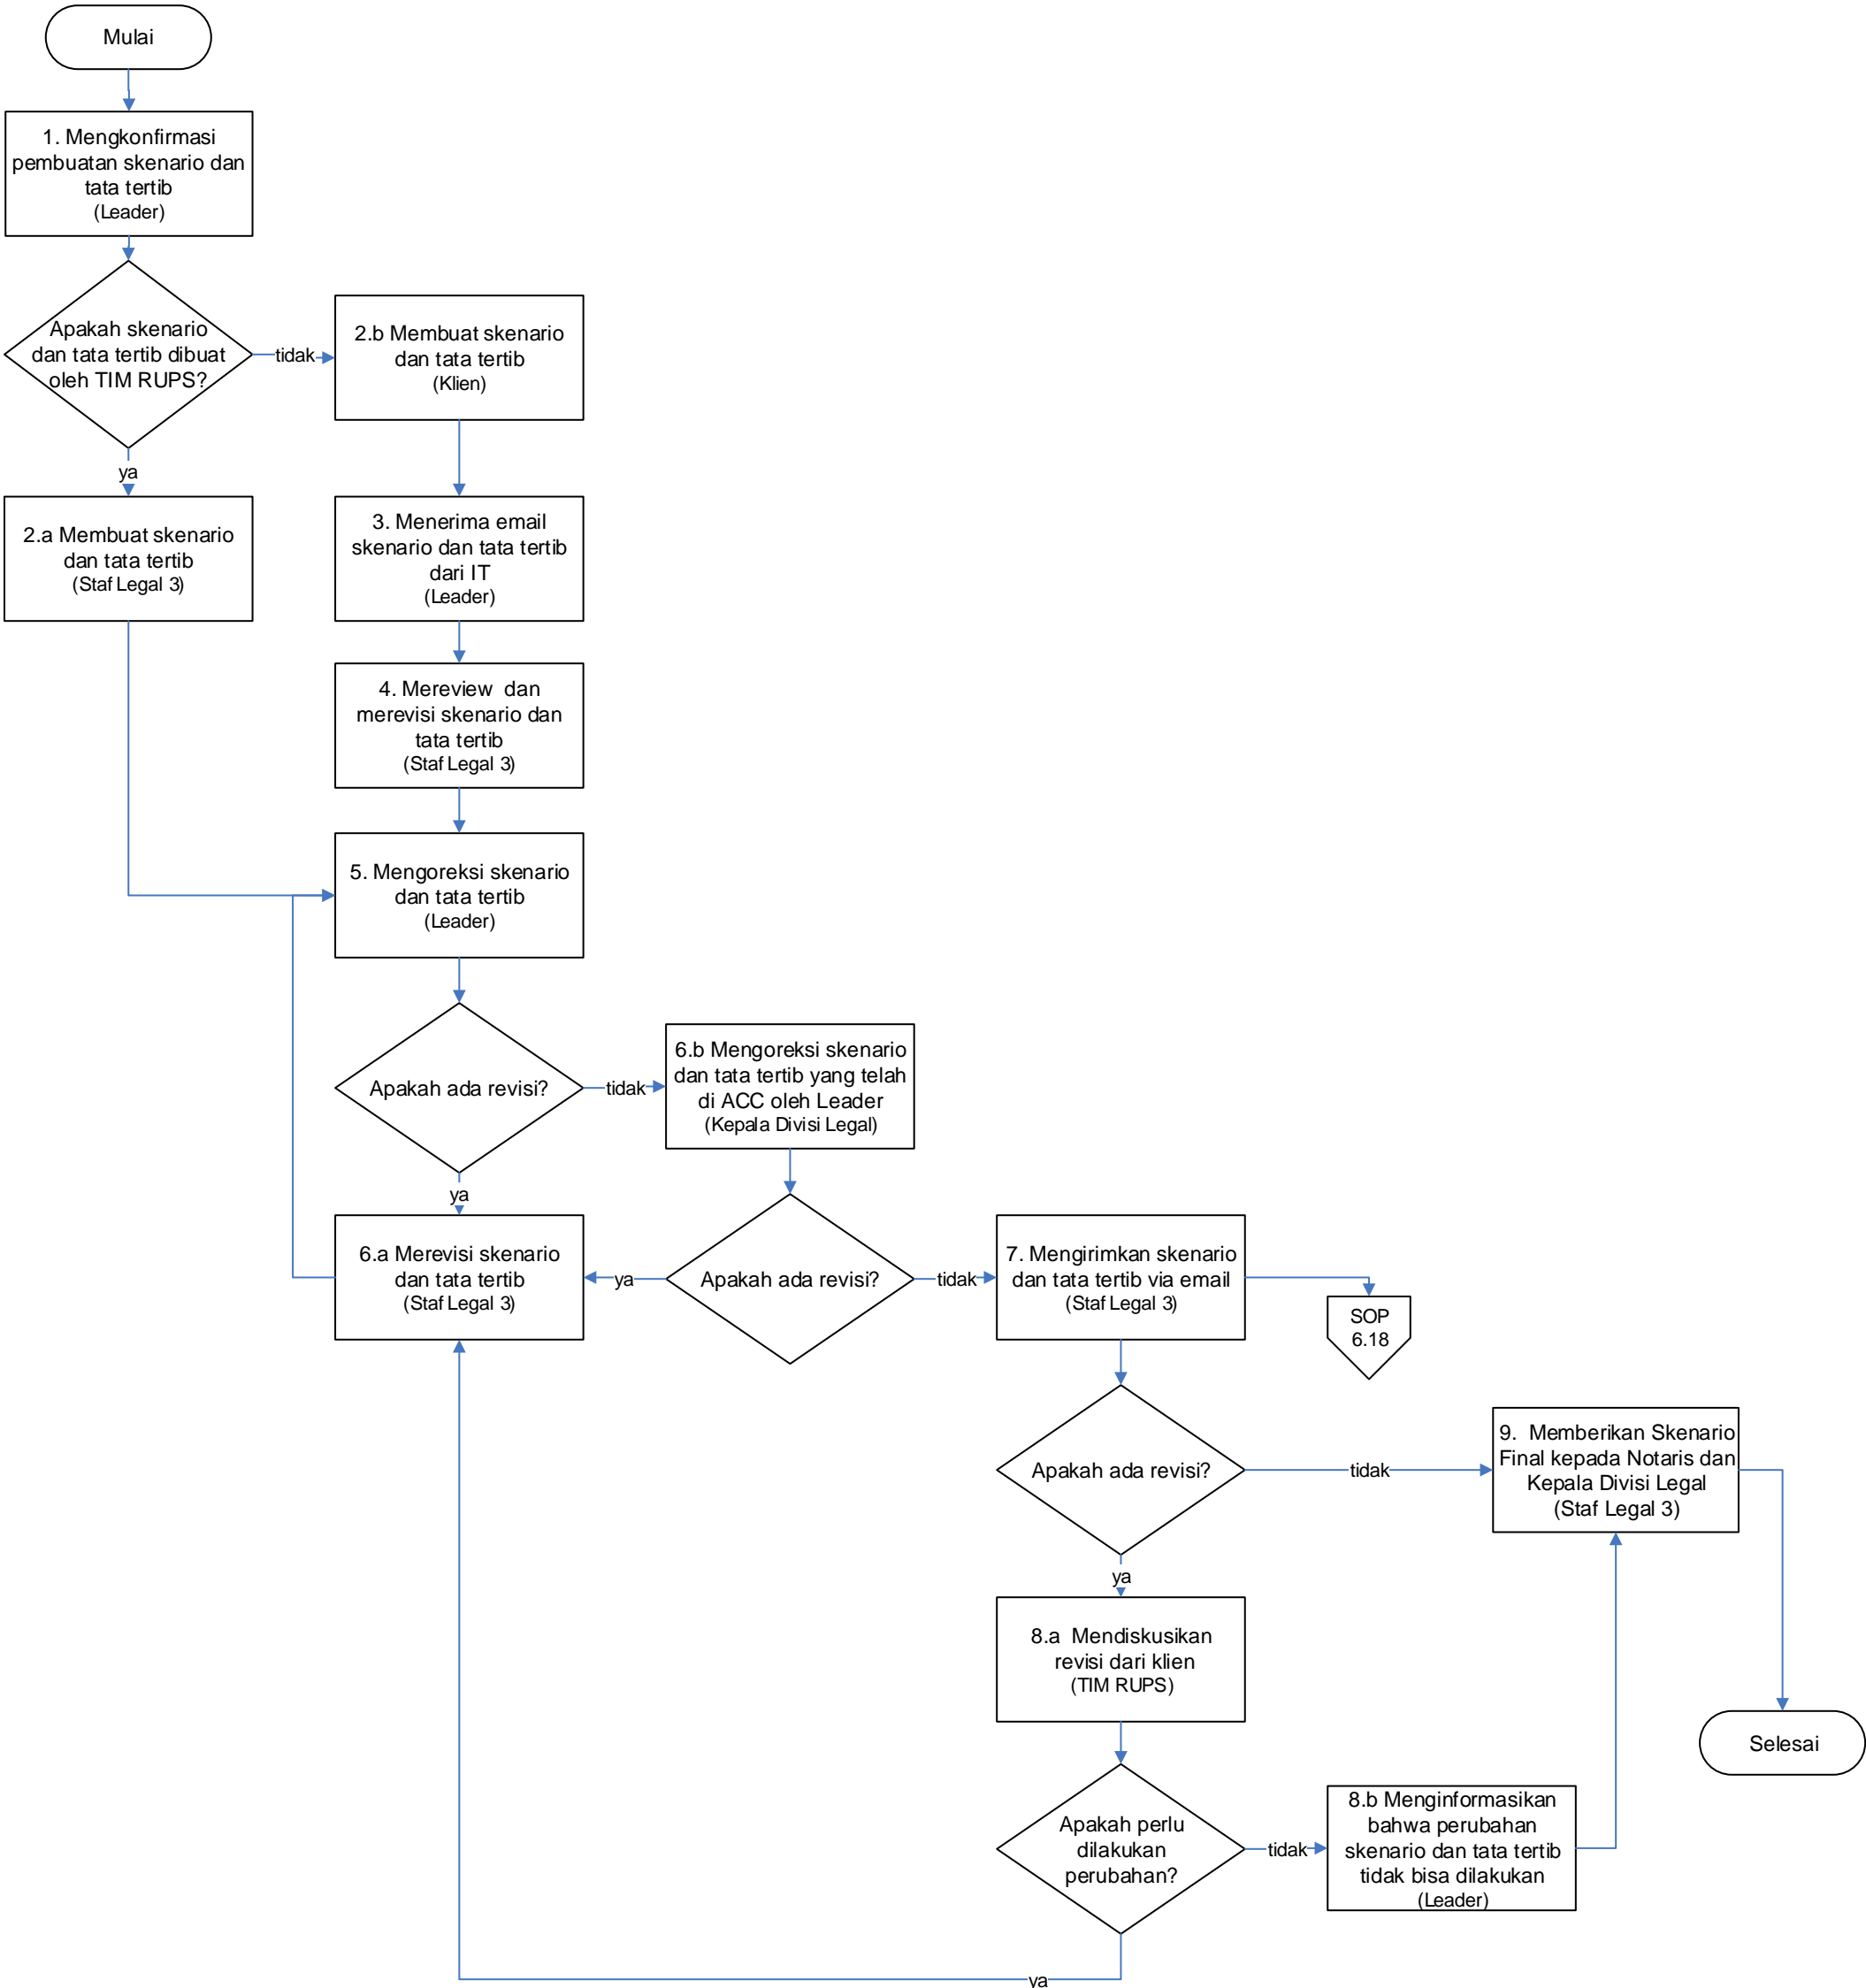 Mulai
1. Mengkonfirmasi
pembuatan skenario dan
tata tertib
(Leader)
Apakah skenario
dan tata tertib dibuat
oleh TIM RUPS?
tidak
2.b Membuat skenario
dan tata tertib
(Klien)
ya
2.a Membuat skenario
dan tata tertib
(Staf Legal 3)
3. Menerima email
skenario dan tata tertib
dari IT
(Leader)
4. Mereview  dan
merevisi skenario dan
tata tertib
(Staf Legal 3)
5. Mengoreksi skenario
dan tata tertib
(Leader)
Apakah ada revisi?
tidak
6.b Mengoreksi skenario
dan tata tertib yang telah
di ACC oleh Leader
(Kepala Divisi Legal)
ya
6.a Merevisi skenario
dan tata tertib
(Staf Legal 3)
ya
Apakah ada revisi?
tidak
7. Mengirimkan skenario
dan tata tertib via email
(Staf Legal 3)
SOP
6.18
Apakah ada revisi?
tidak
9.  Memberikan Skenario
Final kepada Notaris dan
Kepala Divisi Legal
(Staf Legal 3)
ya
8.a  Mendiskusikan
revisi dari klien
(TIM RUPS)
Selesai
Apakah perlu
dilakukan
perubahan?
tidak
8.b Menginformasikan
bahwa perubahan
skenario dan tata tertib
tidak bisa dilakukan
(Leader)
ya